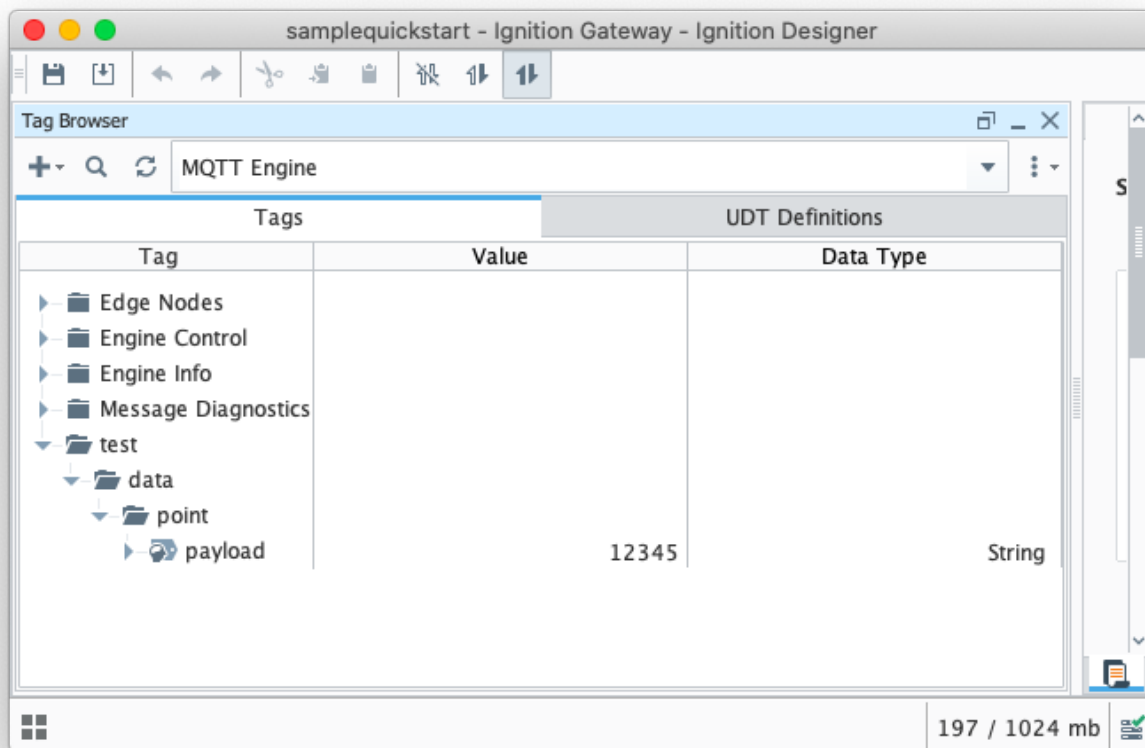 samplequickstart - Ignition Gateway - Ignition Designer
Tag Browser
MQTT Engine
S
Tags UDT Definitions
Tag Value Data Type
Edge Nodes
Engine Control
Engine Info
Message Diagnostics
test
data
point
payload 12345 String
197 / 1024 mb